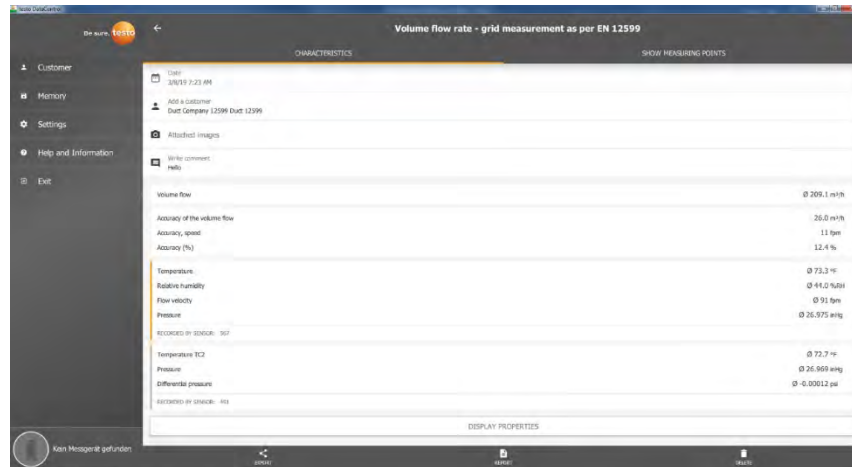 testo DataControl
Be sure. testo
Volume flow rate - grid measurement as per EN 12599
CHARACTERISTICS
SHOW MEASURING POINTS
Customer
Memory
Settings
Help and Information
Exit
Date
3/8/19 7:23 AM
Add a customer
Duct Company 12599 Duct 12599
Attached images
Write comment
Hello
Volume flow Ø 209.1 m³/h
Accuracy of the volume flow 26.0 m³/h
Accuracy, speed 11 fpm
Accuracy (%) 12.4 %
Temperature Ø 73.3 °F
Relative humidity Ø 44.0 %RH
Flow velocity Ø 91 fpm
Pressure Ø 26.975 inHg
RECORDED BY SENSOR:
Temperature TC2 Ø 72.7 °F
Pressure Ø 26.969 inHg
Differential pressure Ø -0.00012 psi
RECORDED BY SENSOR:
DISPLAY PROPERTIES
Kein Messgerät gefunden
EXPORT
REPORT
DELETE